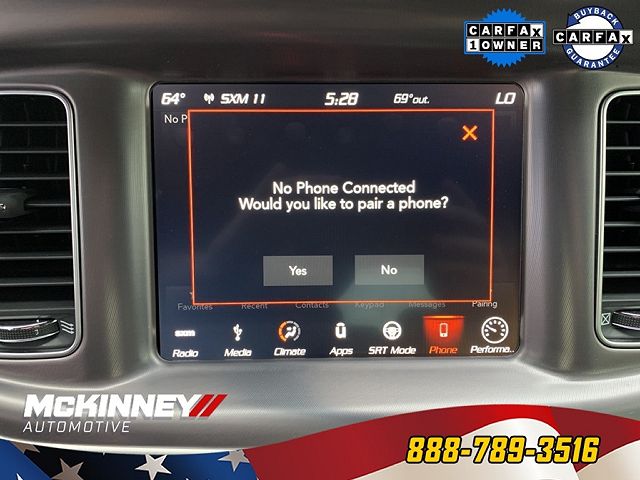 CARFAX
1 OWNER
BUYBACK
CARFAX
GUARANTEE
64° SXM 11 5:28 69°out. LO
No P
No Phone Connected
Would you like to pair a phone?
Yes No
Favorites Recent Contacts Keypad Messages Pairing
sxm
Radio Media Climate Apps SRT Mode Phone Performa..
MCKINNEY
AUTOMOTIVE
888-789-3516